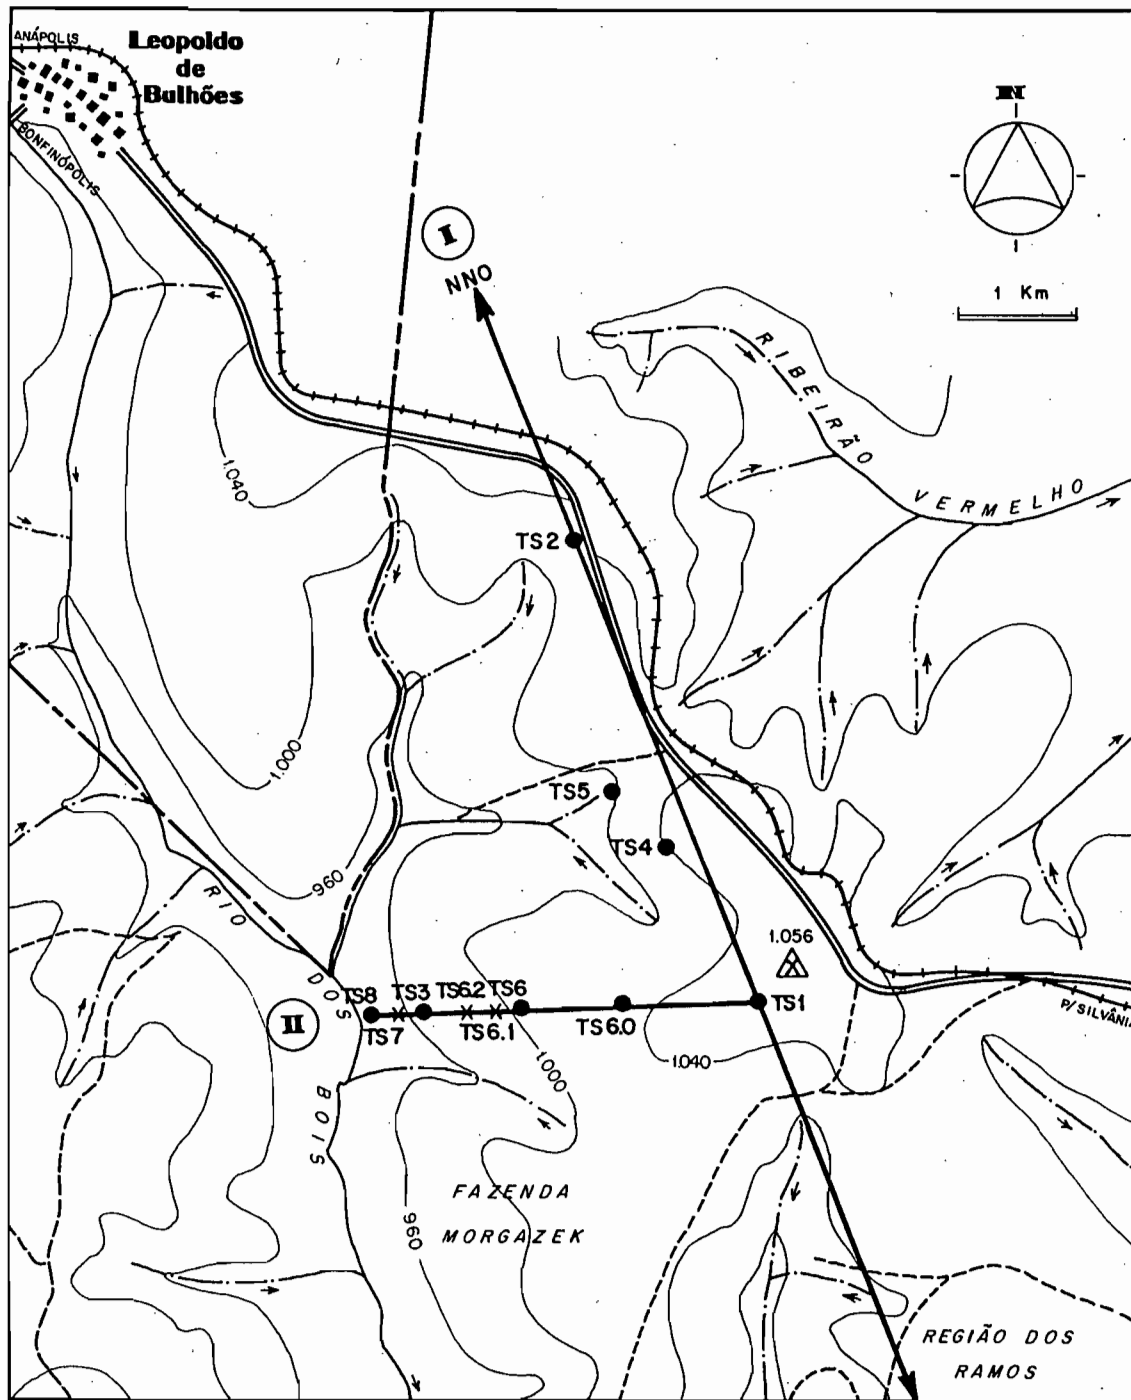 ANÁPOLIS
Leopoldo
de
Bulhões
BONFINÓPOLIS
N
I
NNO
1 Km
RIBEIRÃO
VERMELHO
1.040
TS2
1.000
TS5
TS4
960
RIO
DOS
BOIS
1.056
TS8
TS3
TS6.2
TS6
TS1
II
TS7
TS6.1
TS6.0
P/ SILVÂNIA
1.000
1.040
960
FAZENDA
MORGAZEK
REGIÃO DOS
RAMOS